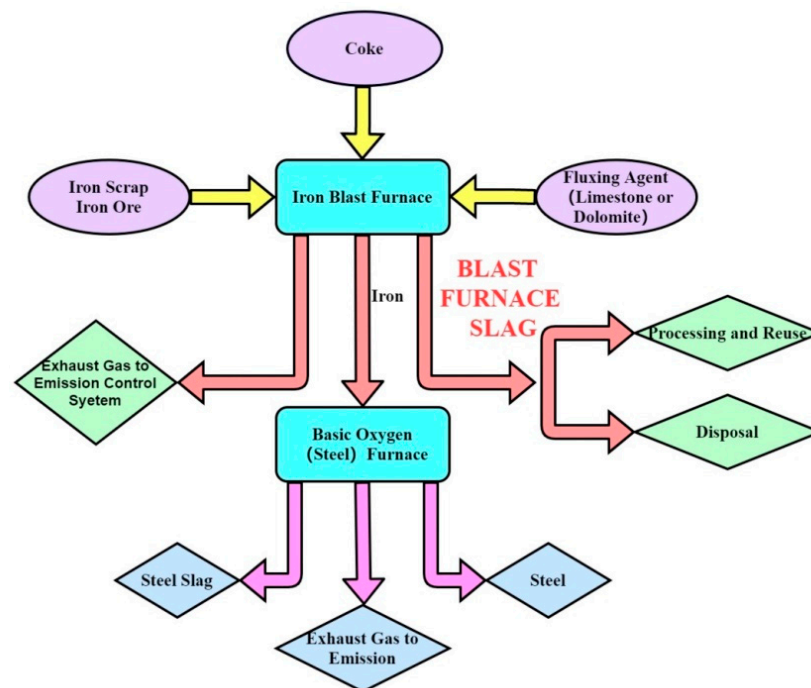 Coke
Iron Scrap
Iron Ore
Iron Blast Furnace
Fluxing Agent
(Limestone or
Dolomite)
BLAST
FURNACE
SLAG
Iron
Processing and Reuse
Exhaust Gas to
Emission Control
Syetem
Basic Oxygen
(Steel) Furnace
Disposal
Steel Slag
Steel
Exhaust Gas to
Emission